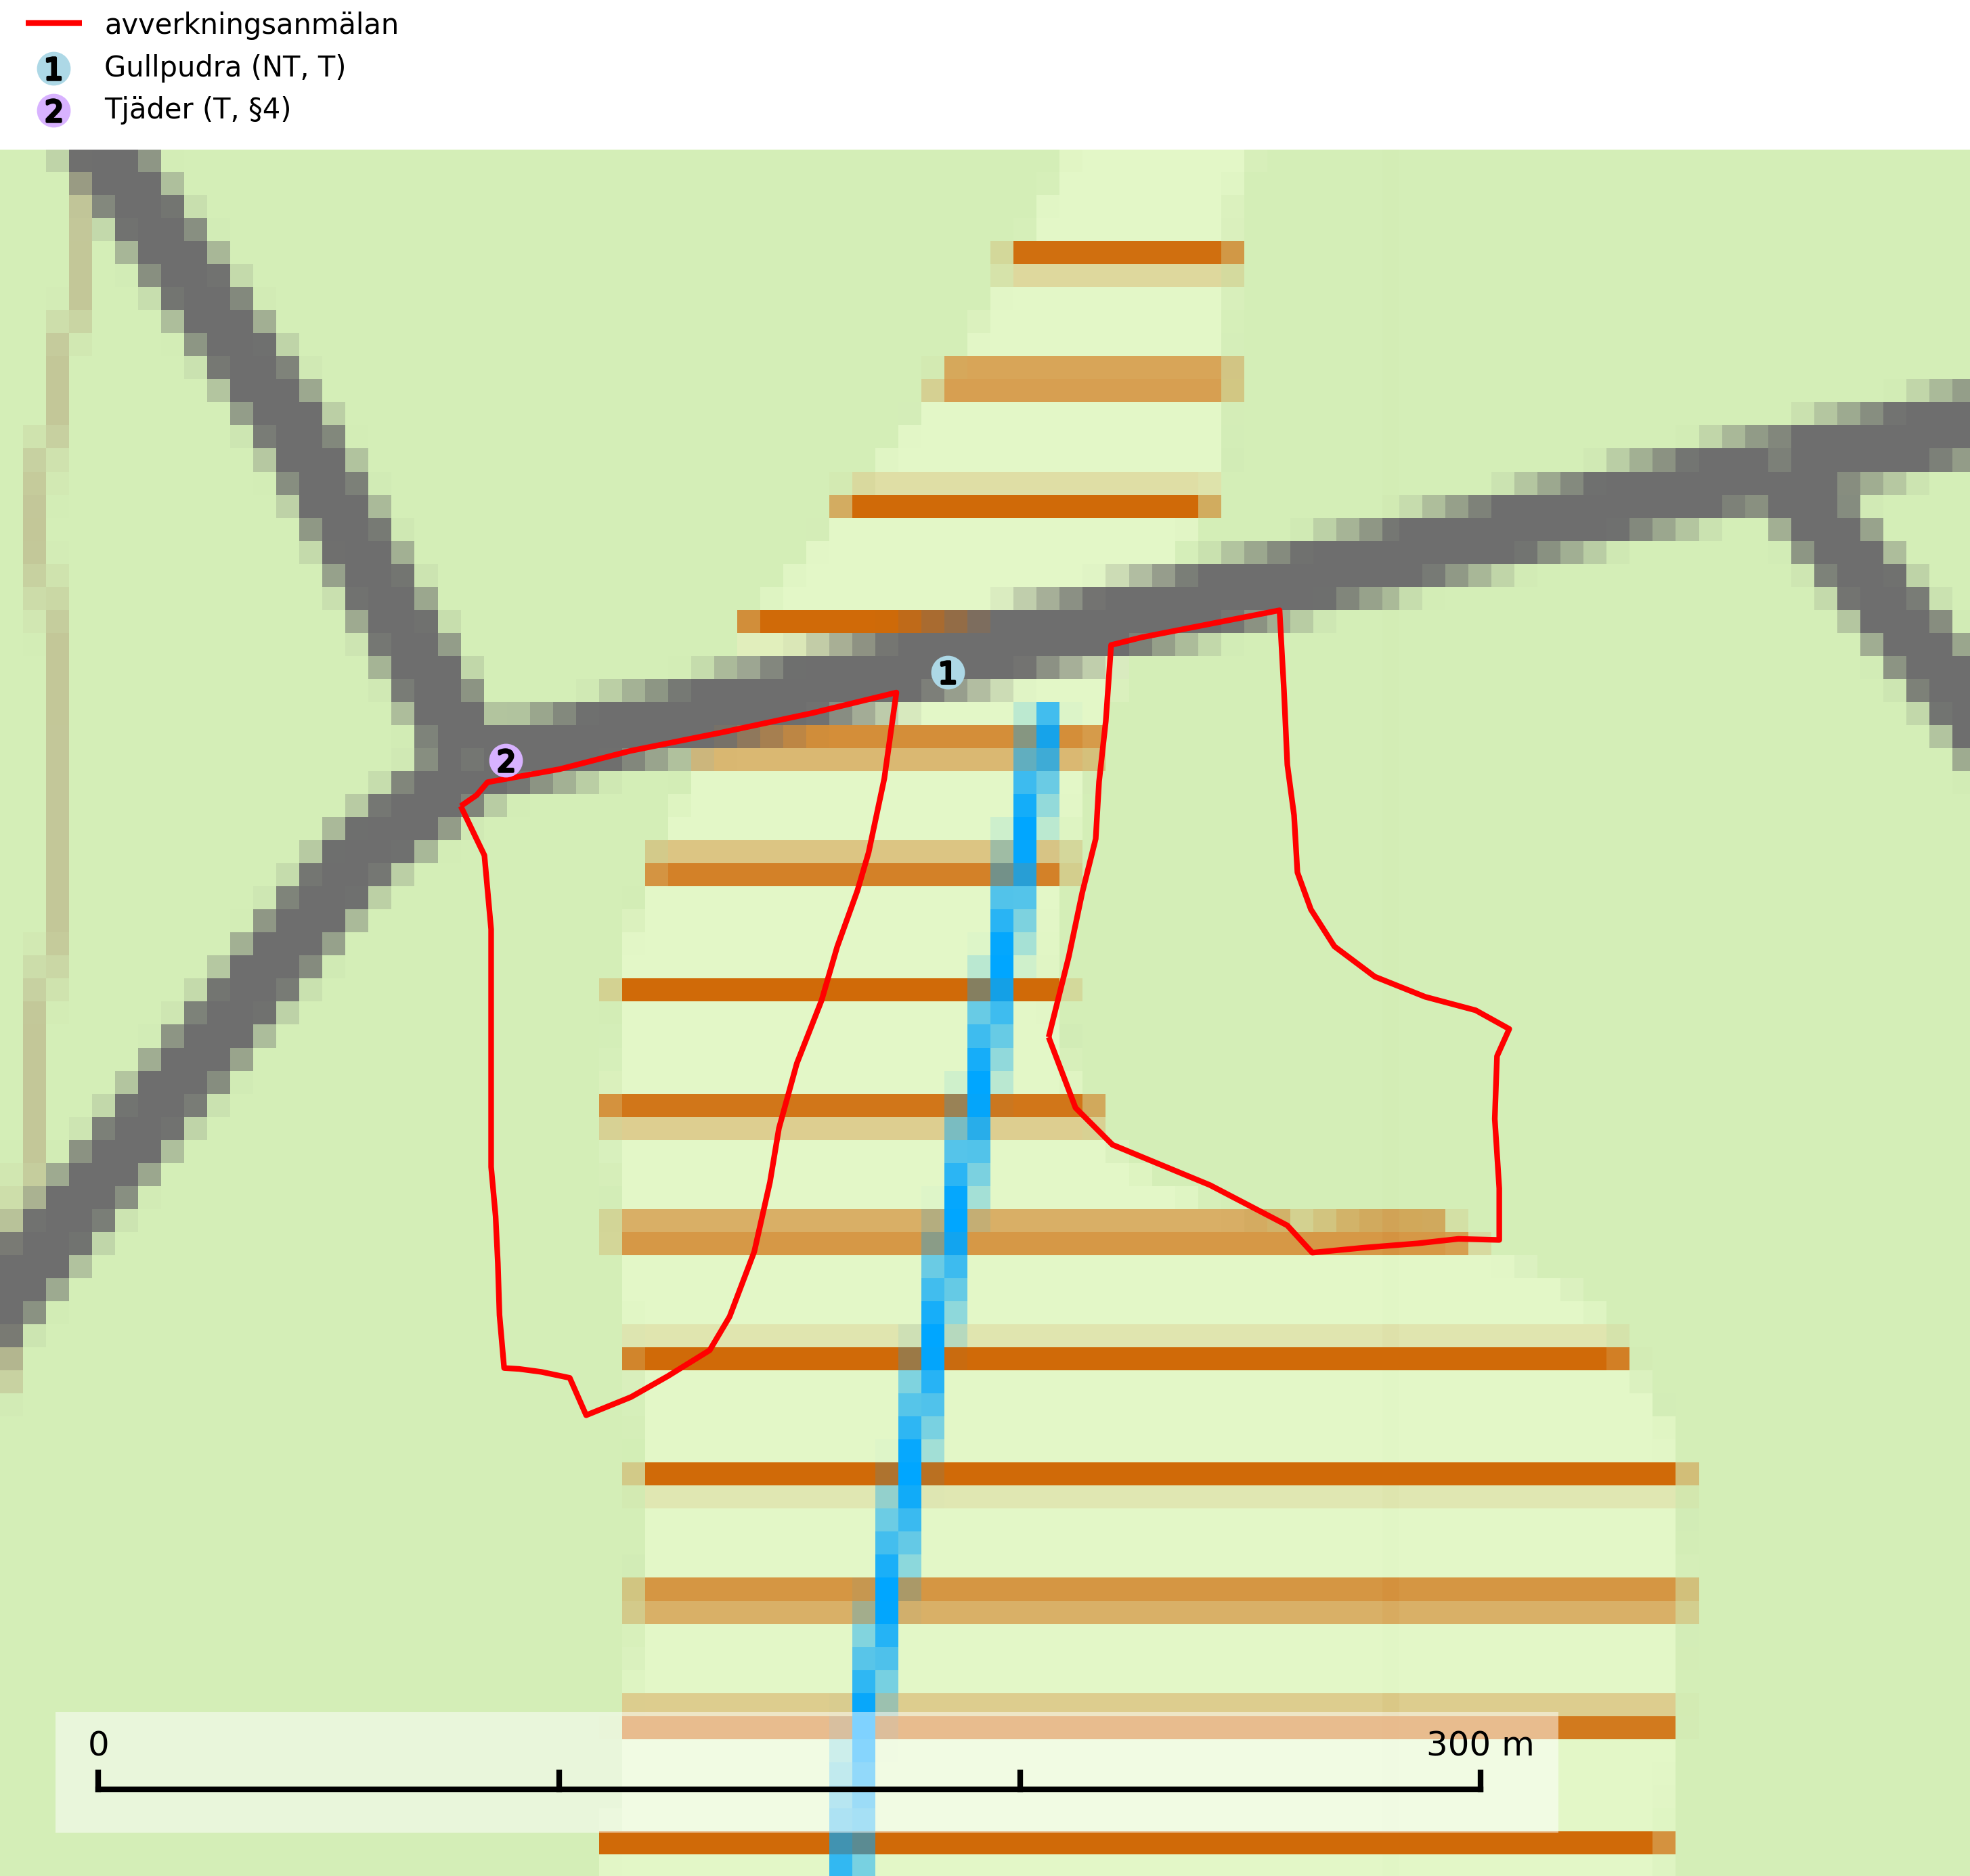 avverkningsanmälan
1 Gullpudra (NT, T)
2 Tjäder (T, §4)
1
2
0 300 m